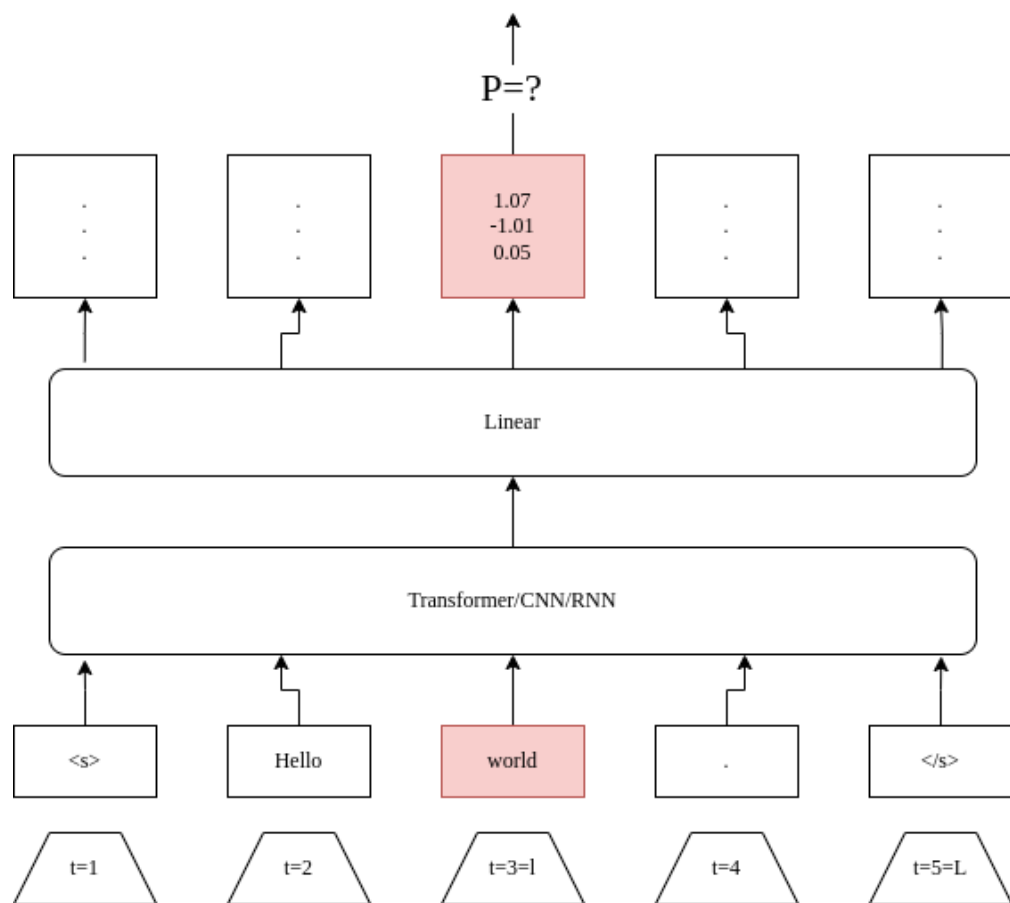 P=?
.
.
.
.
.
.
1.07
-1.01
0.05
.
.
.
.
.
.
Linear
Transformer/CNN/RNN
<s>
Hello
world
.
</s>
t=1
t=2
t=3=l
t=4
t=5=L